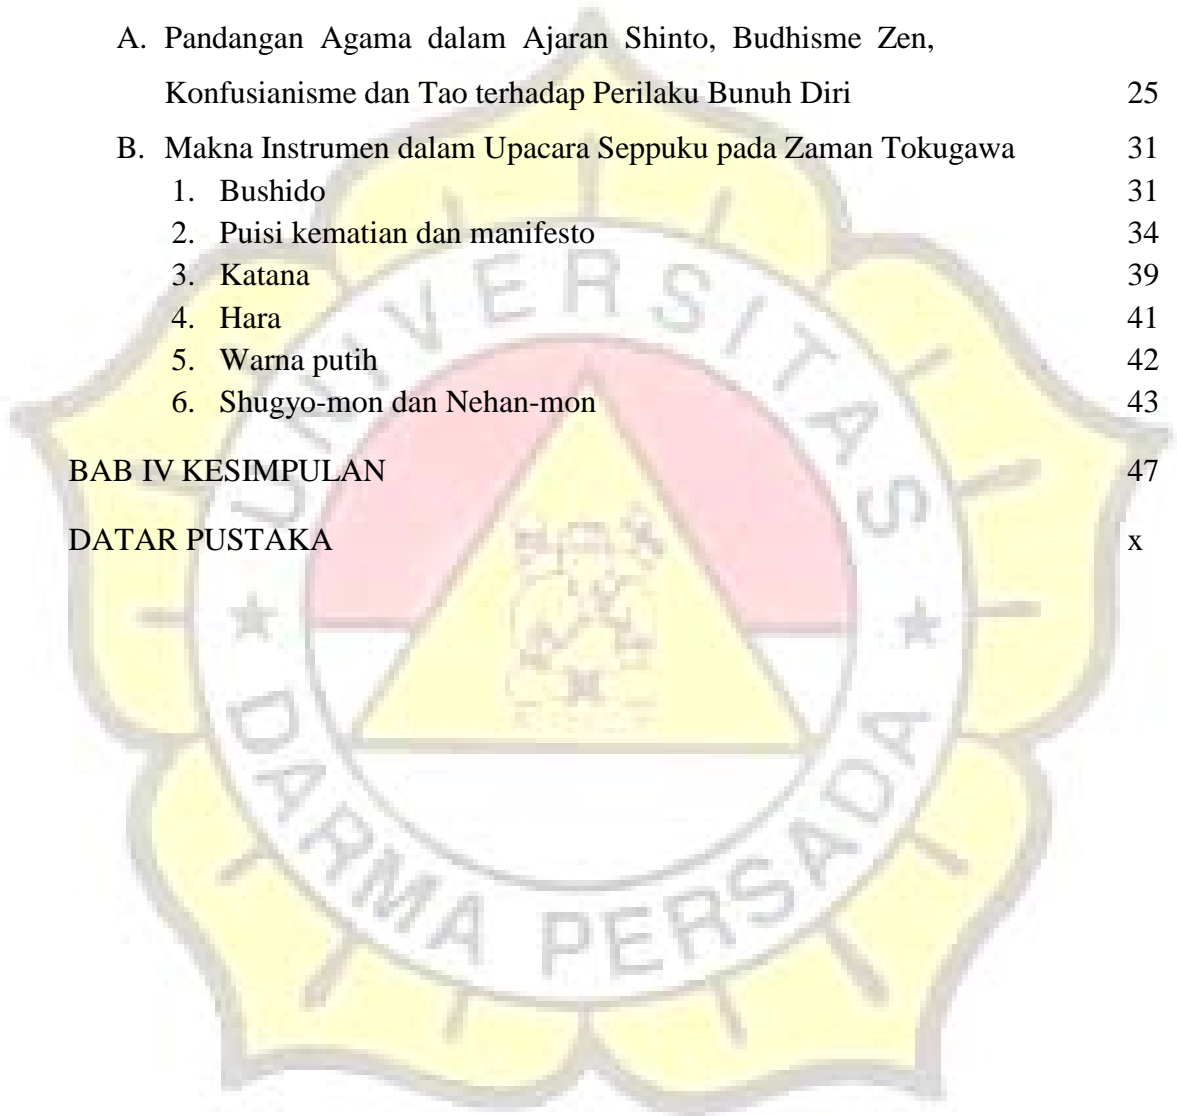 A. Pandangan Agama dalam Ajaran Shinto, Budhisme Zen,
Konfusianisme dan Tao terhadap Perilaku Bunuh Diri 25
B. Makna Instrumen dalam Upacara Seppuku pada Zaman Tokugawa 31
1. Bushido 31
2. Puisi kematian dan manifesto 34
3. Katana 39
4. Hara 41
5. Warna putih 42
6. Shugyo-mon dan Nehan-mon 43
BAB IV KESIMPULAN 47
DATAR PUSTAKA x
UNIVERSITAS
DARMA PERSADA